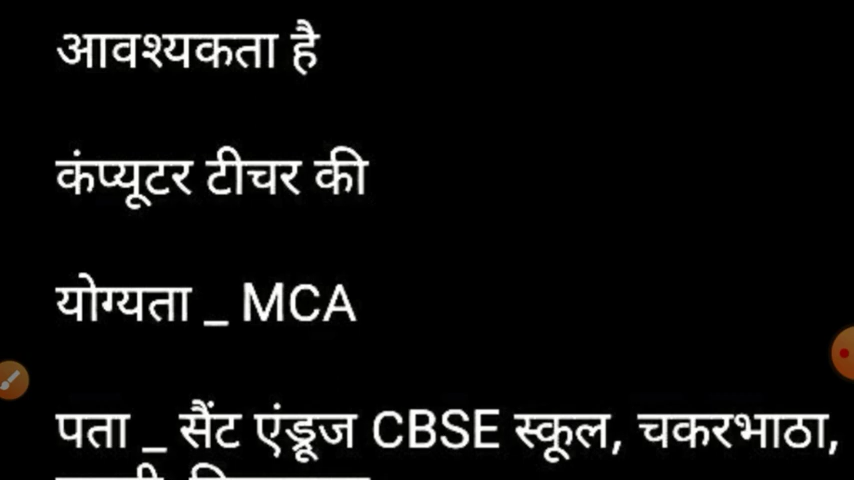 आवश्यकता है
कंप्यूटर टीचर की
योग्यता _ MCA
पता _ सैंट एंड्रूज CBSE स्कूल, चकरभाठा,